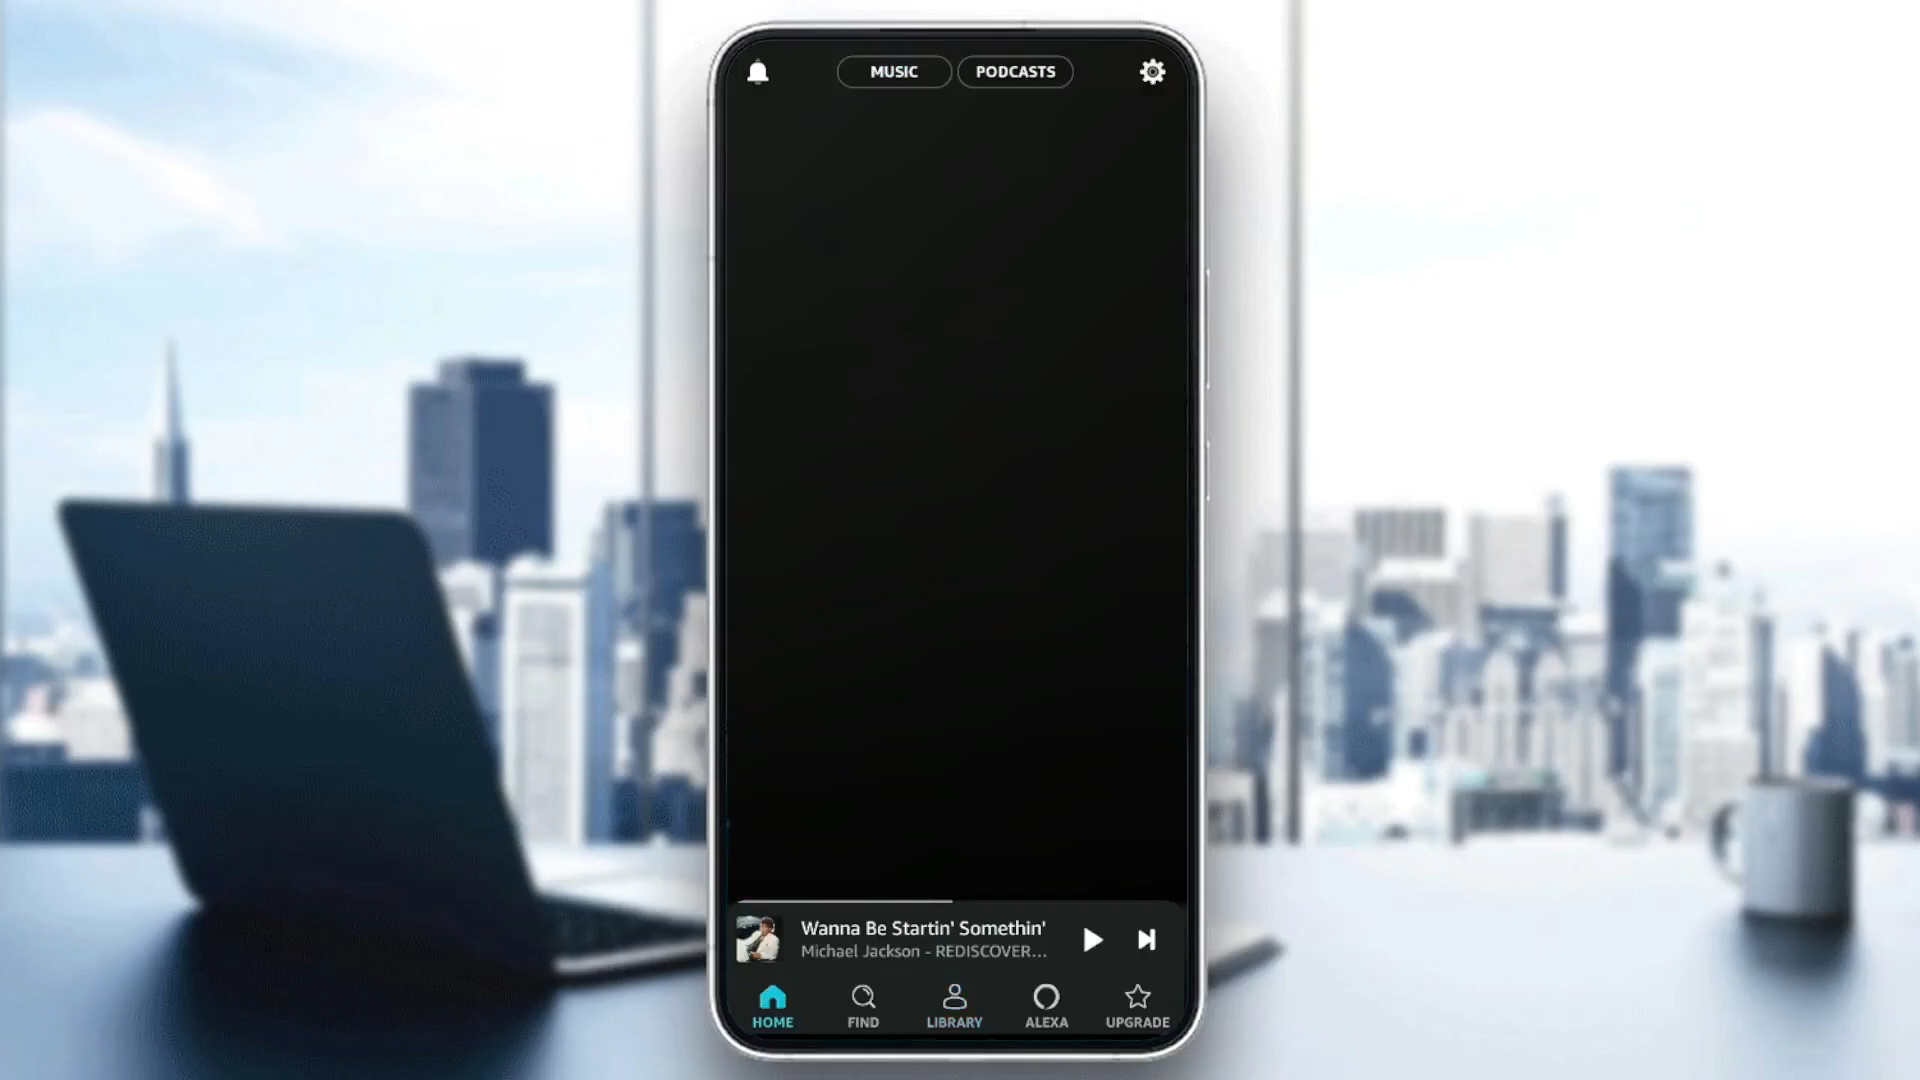 MUSIC PODCASTS
Wanna Be Startin' Somethin'
Michael Jackson - REDISCOVER...
HOME FIND LIBRARY ALEXA UPGRADE